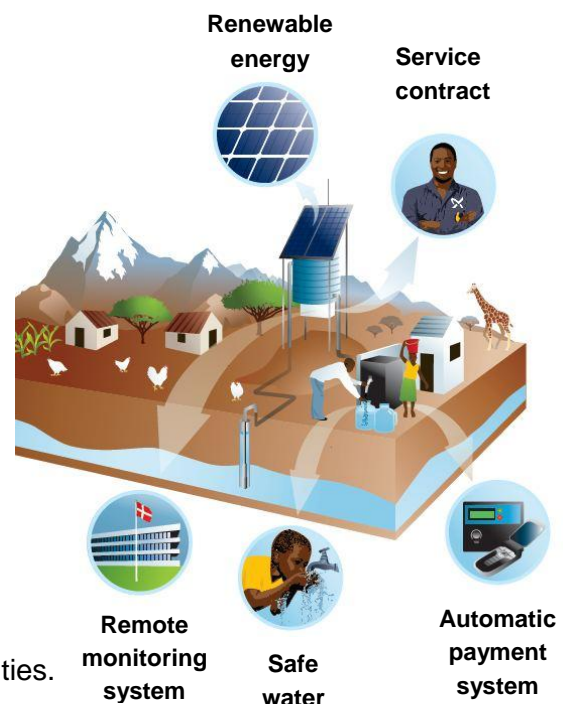 Renewable
energy
Service
contract
Remote
monitoring
system
Safe
water
Automatic
payment
system
ties.